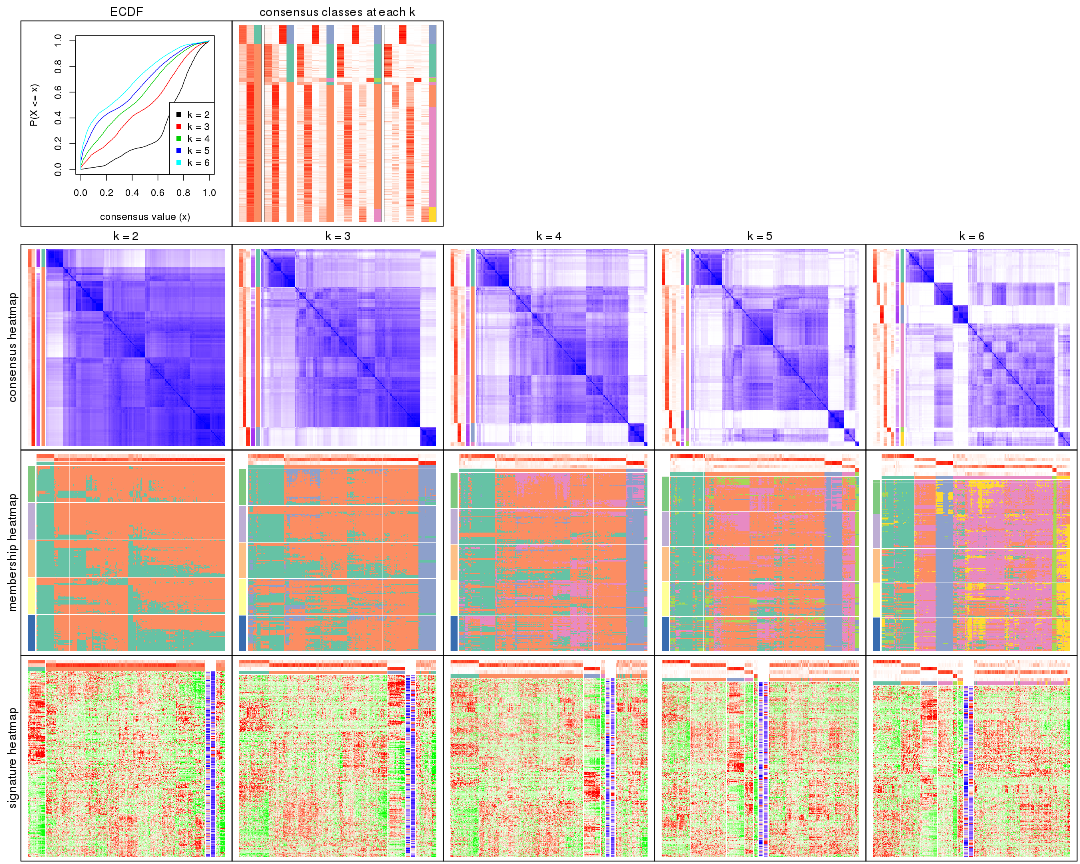 ECDF
consensus classes at each k
P(X <= x)
0.0 0.2 0.4 0.6 0.8 1.0
k = 2
k = 3
k = 4
k = 5
k = 6
0.0 0.2 0.4 0.6 0.8 1.0
consensus value (x)
k = 2 k = 3 k = 4 k = 5 k = 6
consensus heatmap
membership heatmap
signature heatmap